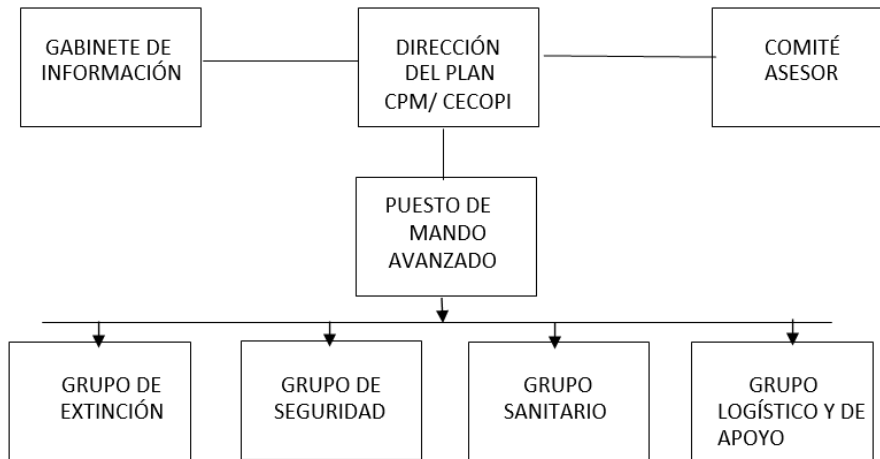 GABINETE DE
INFORMACIÓN
DIRECCIÓN
DEL PLAN
CPM/ CECOPI
COMITÉ
ASESOR
PUESTO DE
MANDO
AVANZADO
GRUPO DE
EXTINCIÓN
GRUPO DE
SEGURIDAD
GRUPO
SANITARIO
GRUPO
LOGÍSTICO Y DE
APOYO